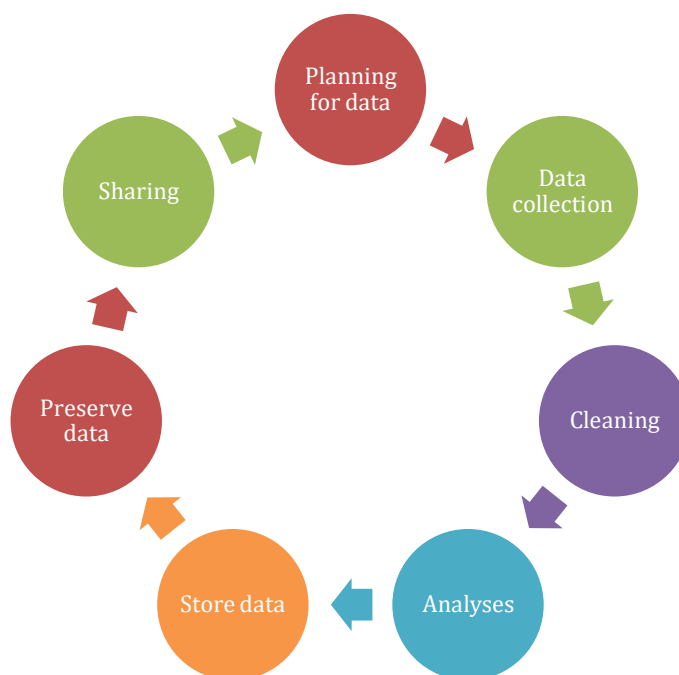 Planning
for data
Data
collection
Cleaning
Analyses
Store data
Preserve
data
Sharing